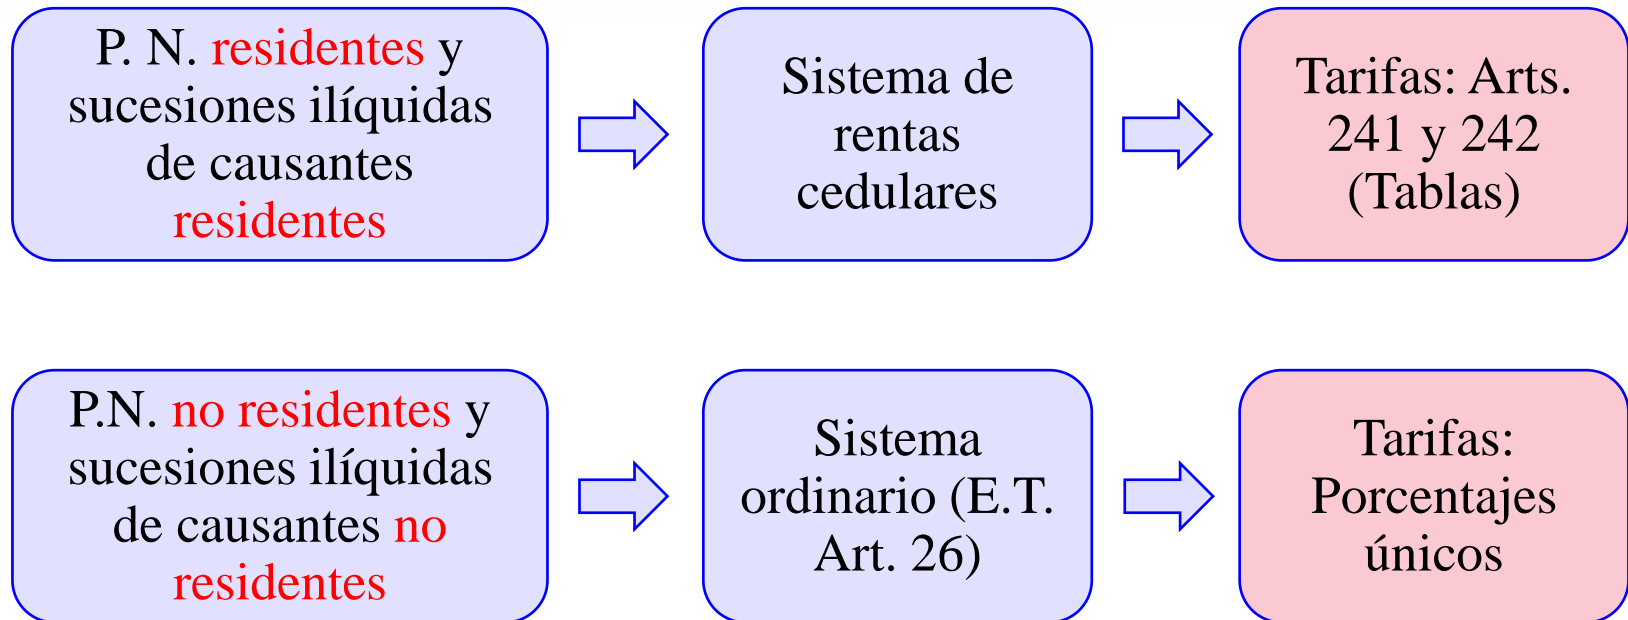 P. N. residentes y
sucesiones ilíquidas
de causantes
residentes
Sistema de
rentas
cedulares
Tarifas: Arts.
241 y 242
(Tablas)
P.N. no residentes y
sucesiones ilíquidas
de causantes no
residentes
Sistema
ordinario (E.T.
Art. 26)
Tarifas:
Porcentajes
únicos